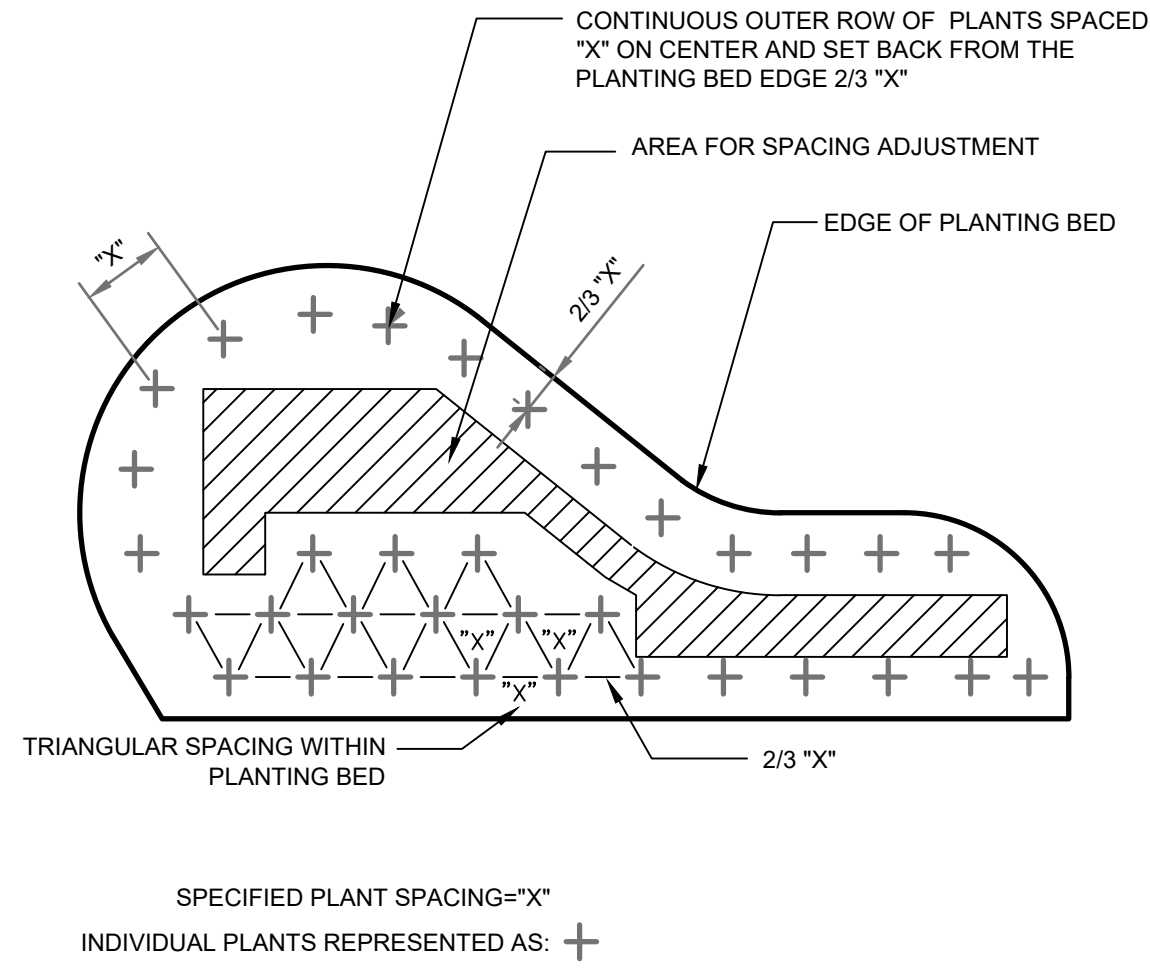 CONTINUOUS OUTER ROW OF PLANTS SPACED
"X" ON CENTER AND SET BACK FROM THE
PLANTING BED EDGE 2/3 "X"
AREA FOR SPACING ADJUSTMENT
EDGE OF PLANTING BED
"X"
2/3 "X"
"X" "X"
"X"
TRIANGULAR SPACING WITHIN
PLANTING BED
2/3 "X"
SPECIFIED PLANT SPACING="X"
INDIVIDUAL PLANTS REPRESENTED AS: